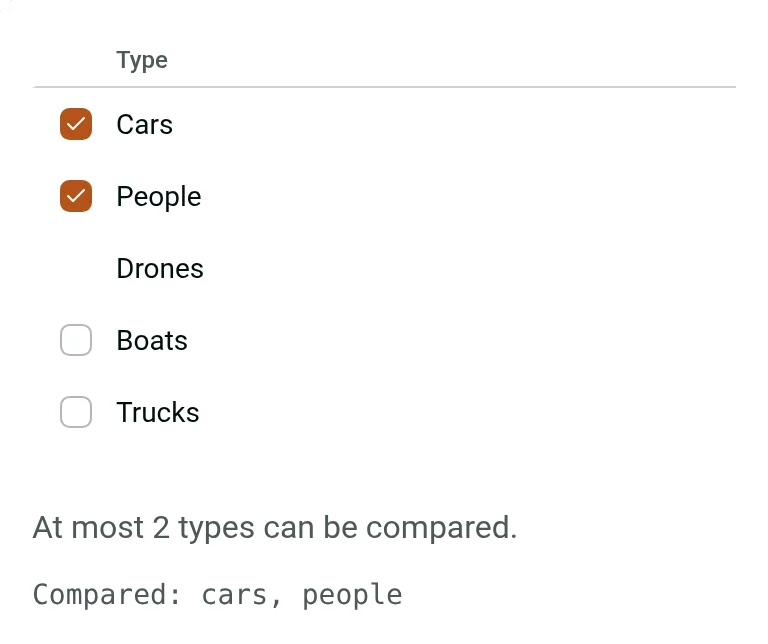 Type
Cars
People
Drones
Boats
Trucks
At most 2 types can be compared.
Compared: cars, people